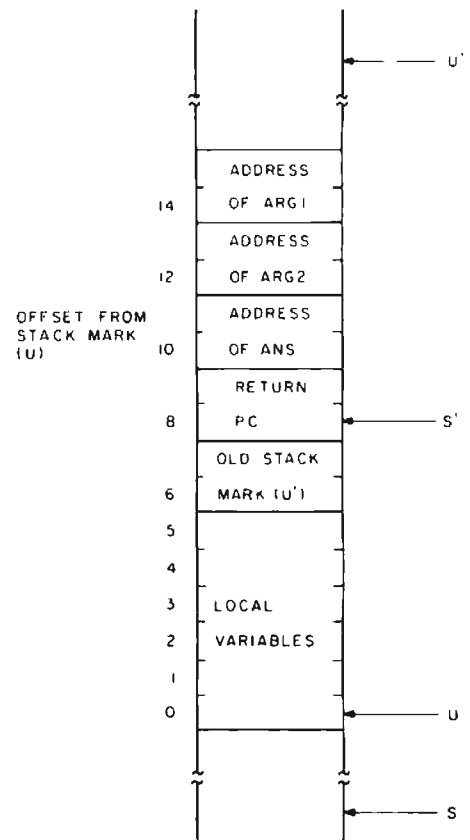 U'
ADDRESS
14 OF ARG1
ADDRESS
12 OF ARG2
OFFSET FROM
STACK MARK
(U)
ADDRESS
10 OF ANS
RETURN
8 PC
S'
OLD STACK
6 MARK (U')
5
4
3 LOCAL
2 VARIABLES
1
0
U
S